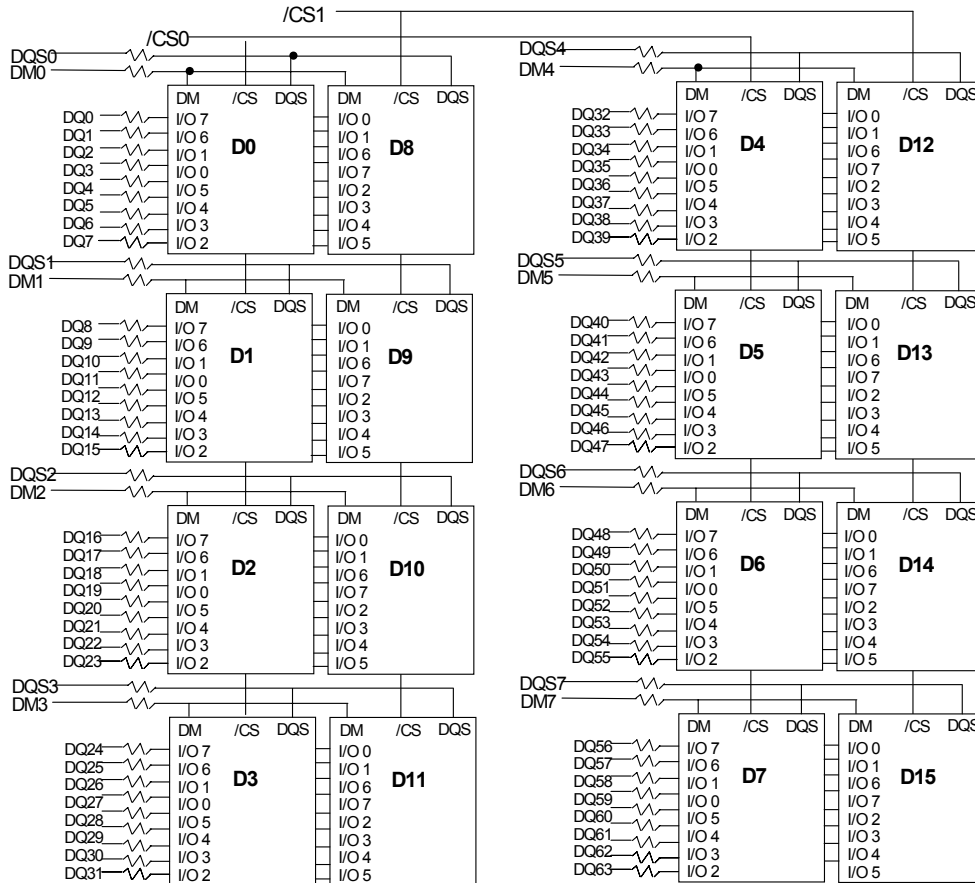 /CS1
/CS0
DQS0
DM0
DM /CS DQS DM /CS DQS
DQ0 I/O 7 I/O 0
DQ1 I/O 6 I/O 1
DQ2 I/O 1 I/O 6
DQ3 I/O 0 I/O 7
DQ4 I/O 5 I/O 2
DQ5 I/O 4 I/O 3
DQ6 I/O 3 I/O 4
DQ7 I/O 2 I/O 5
D0 D8
DQS1
DM1
DM /CS DQS DM /CS DQS
DQ8 I/O 7 I/O 0
DQ9 I/O 6 I/O 1
DQ10 I/O 1 I/O 6
DQ11 I/O 0 I/O 7
DQ12 I/O 5 I/O 2
DQ13 I/O 4 I/O 3
DQ14 I/O 3 I/O 4
DQ15 I/O 2 I/O 5
D1 D9
DQS2
DM2
DM /CS DQS DM /CS DQS
DQ16 I/O 7 I/O 0
DQ17 I/O 6 I/O 1
DQ18 I/O 1 I/O 6
DQ19 I/O 0 I/O 7
DQ20 I/O 5 I/O 2
DQ21 I/O 4 I/O 3
DQ22 I/O 3 I/O 4
DQ23 I/O 2 I/O 5
D2 D10
DQS3
DM3
DM /CS DQS DM /CS DQS
DQ24 I/O 7 I/O 0
DQ25 I/O 6 I/O 1
DQ26 I/O 1 I/O 6
DQ27 I/O 0 I/O 7
DQ28 I/O 5 I/O 2
DQ29 I/O 4 I/O 3
DQ30 I/O 3 I/O 4
DQ31 I/O 2 I/O 5
D3 D11
DQS4
DM4
DM /CS DQS DM /CS DQS
DQ32 I/O 7 I/O 0
DQ33 I/O 6 I/O 1
DQ34 I/O 1 I/O 6
DQ35 I/O 0 I/O 7
DQ36 I/O 5 I/O 2
DQ37 I/O 4 I/O 3
DQ38 I/O 3 I/O 4
DQ39 I/O 2 I/O 5
D4 D12
DQS5
DM5
DM /CS DQS DM /CS DQS
DQ40 I/O 7 I/O 0
DQ41 I/O 6 I/O 1
DQ42 I/O 1 I/O 6
DQ43 I/O 0 I/O 7
DQ44 I/O 5 I/O 2
DQ45 I/O 4 I/O 3
DQ46 I/O 3 I/O 4
DQ47 I/O 2 I/O 5
D5 D13
DQS6
DM6
DM /CS DQS DM /CS DQS
DQ48 I/O 7 I/O 0
DQ49 I/O 6 I/O 1
DQ50 I/O 1 I/O 6
DQ51 I/O 0 I/O 7
DQ52 I/O 5 I/O 2
DQ53 I/O 4 I/O 3
DQ54 I/O 3 I/O 4
DQ55 I/O 2 I/O 5
D6 D14
DQS7
DM7
DM /CS DQS DM /CS DQS
DQ56 I/O 7 I/O 0
DQ57 I/O 6 I/O 1
DQ58 I/O 1 I/O 6
DQ59 I/O 0 I/O 7
DQ60 I/O 5 I/O 2
DQ61 I/O 4 I/O 3
DQ62 I/O 3 I/O 4
DQ63 I/O 2 I/O 5
D7 D15